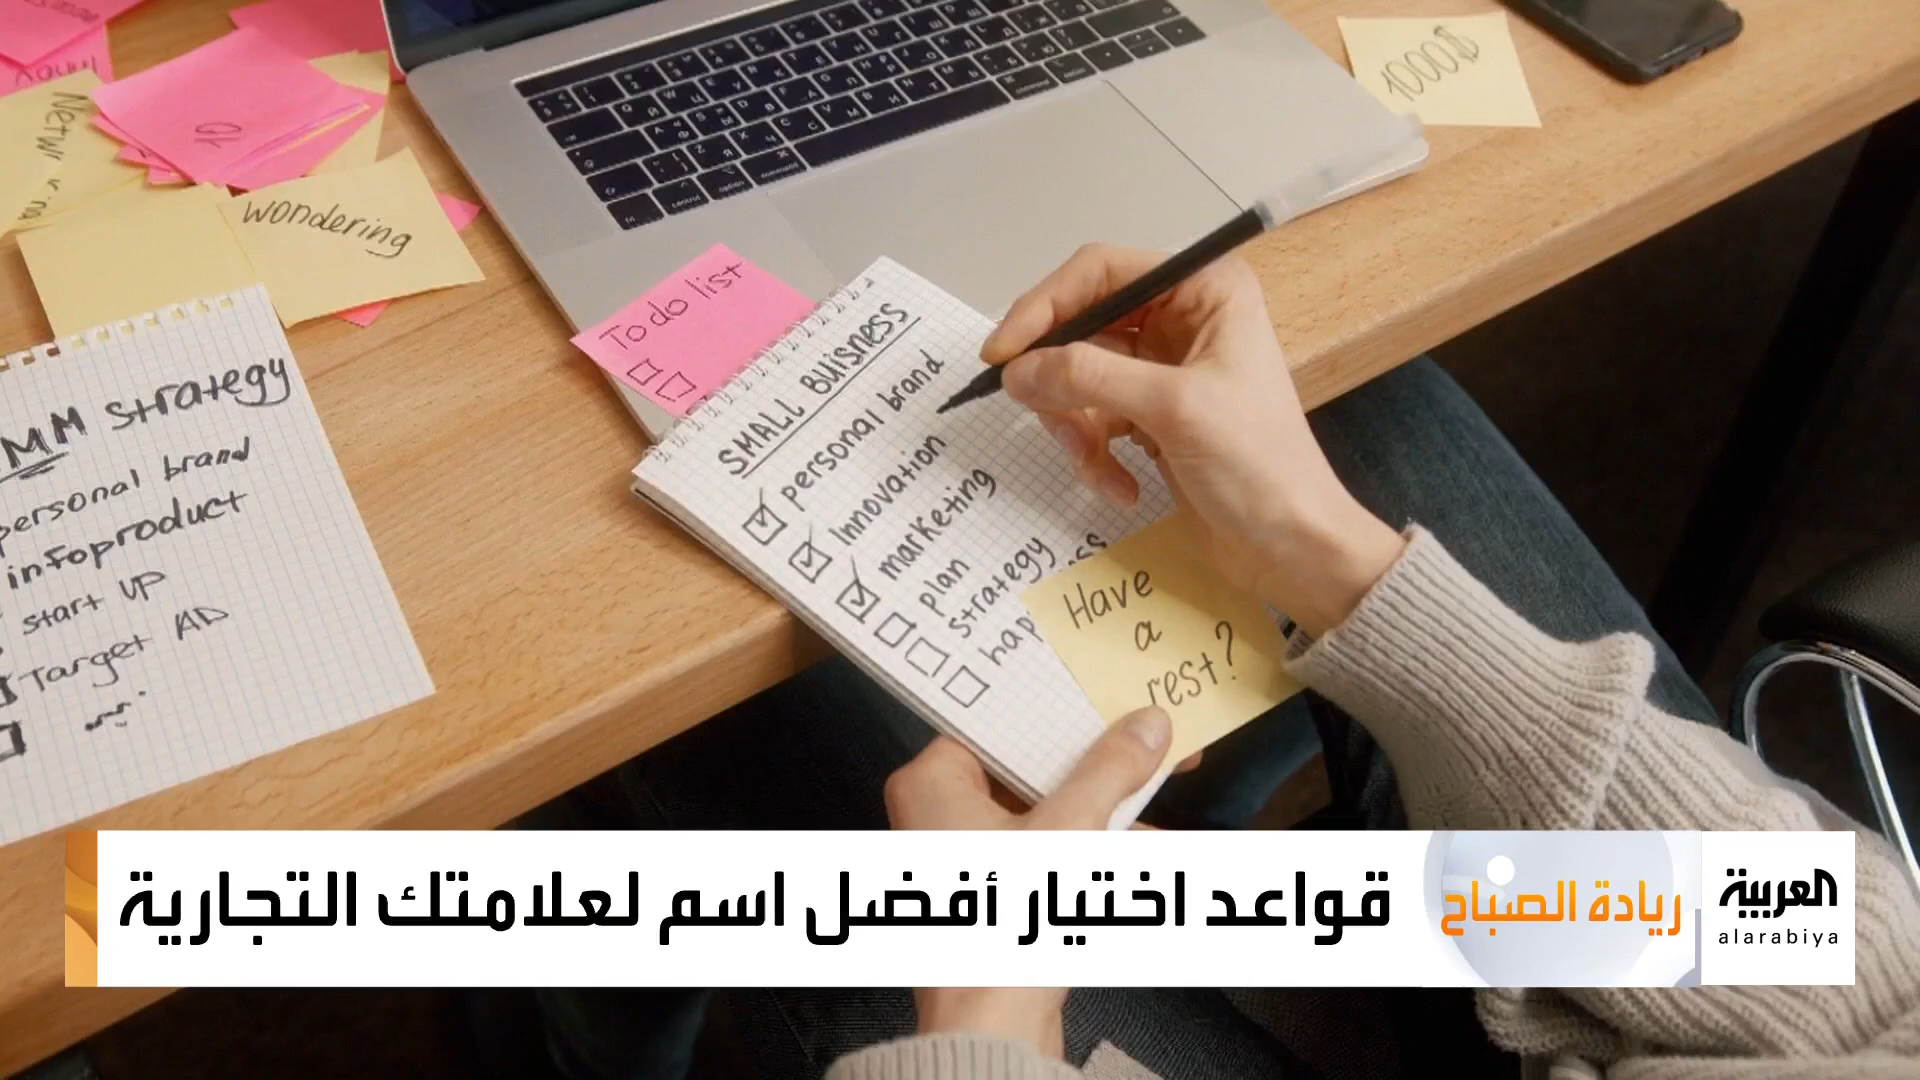 1000$
wondering
To do list
SMALL BUISNESS
personal brand
Innovation
marketing
plan
strategy
Have
a
rest?
MM strategy
personal brand
infoproduct
start UP
Target AD
العربية
alarabiya
ريادة الصباح
قواعد اختيار أفضل اسم لعلامتك التجارية